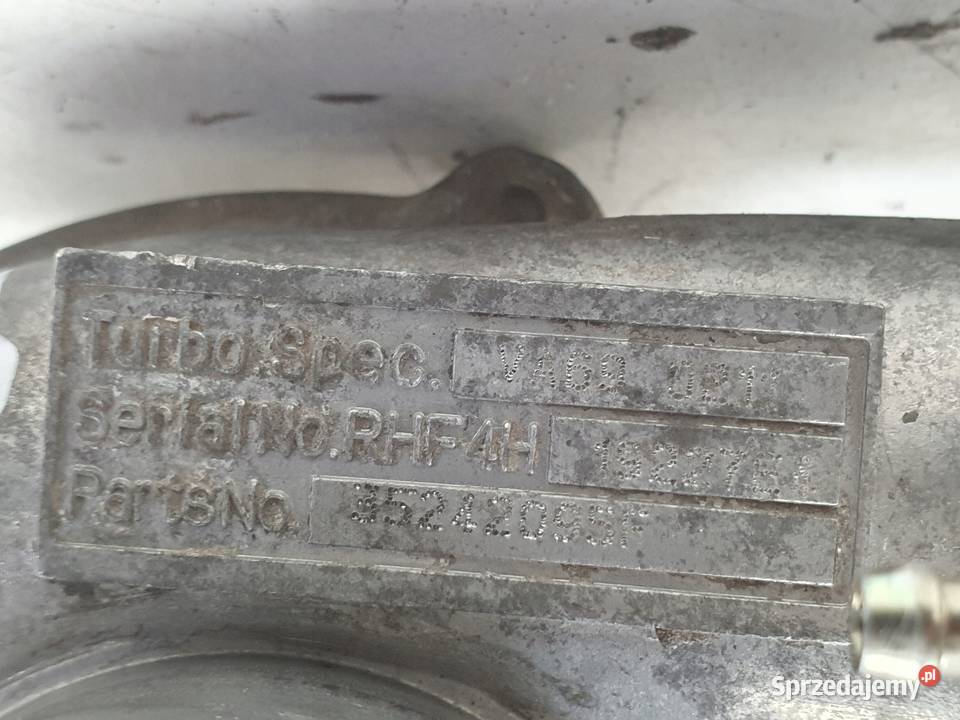 Turbo.Spec. VA69
Serial No. RHF4H
Parts No. 35242095F
Sprzedajemy.pl